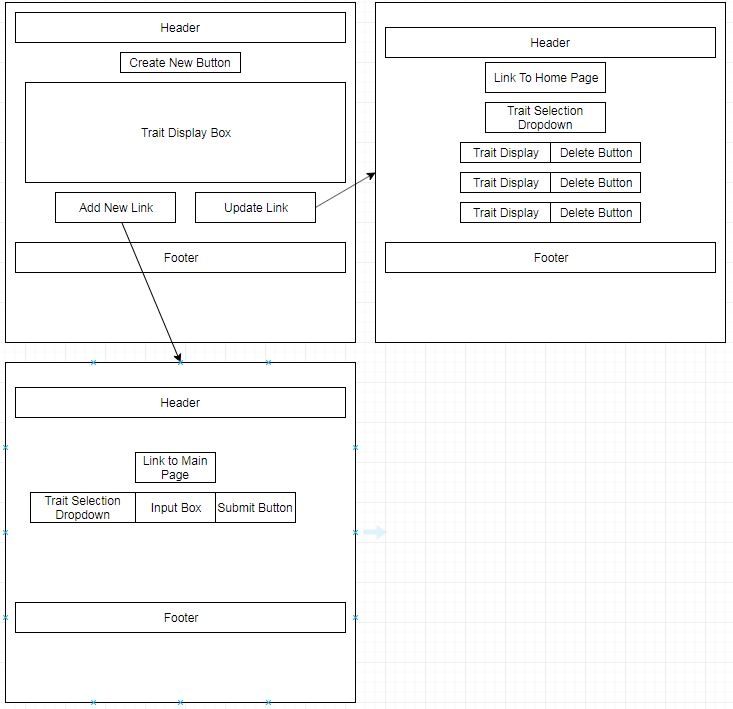 Header
Create New Button
Trait Display Box
Add New Link
Update Link
Footer
Header
Link To Home Page
Trait Selection
Dropdown
Trait Display
Delete Button
Trait Display
Delete Button
Trait Display
Delete Button
Footer
Header
Link to Main
Page
Trait Selection
Dropdown
Input Box
Submit Button
Footer